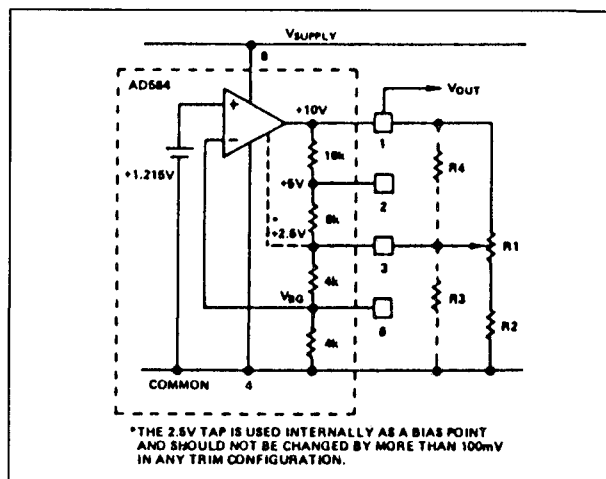 VSUPPLY
8
AD584
+10V
VOUT
1
+1.215V
16k
R4
+5V
2
8k
*
+2.5V
3
R1
4k
R3
VBG
6
R2
4k
COMMON
4
*THE 2.5V TAP IS USED INTERNALLY AS A BIAS POINT
AND SHOULD NOT BE CHANGED BY MORE THAN 100mV
IN ANY TRIM CONFIGURATION.